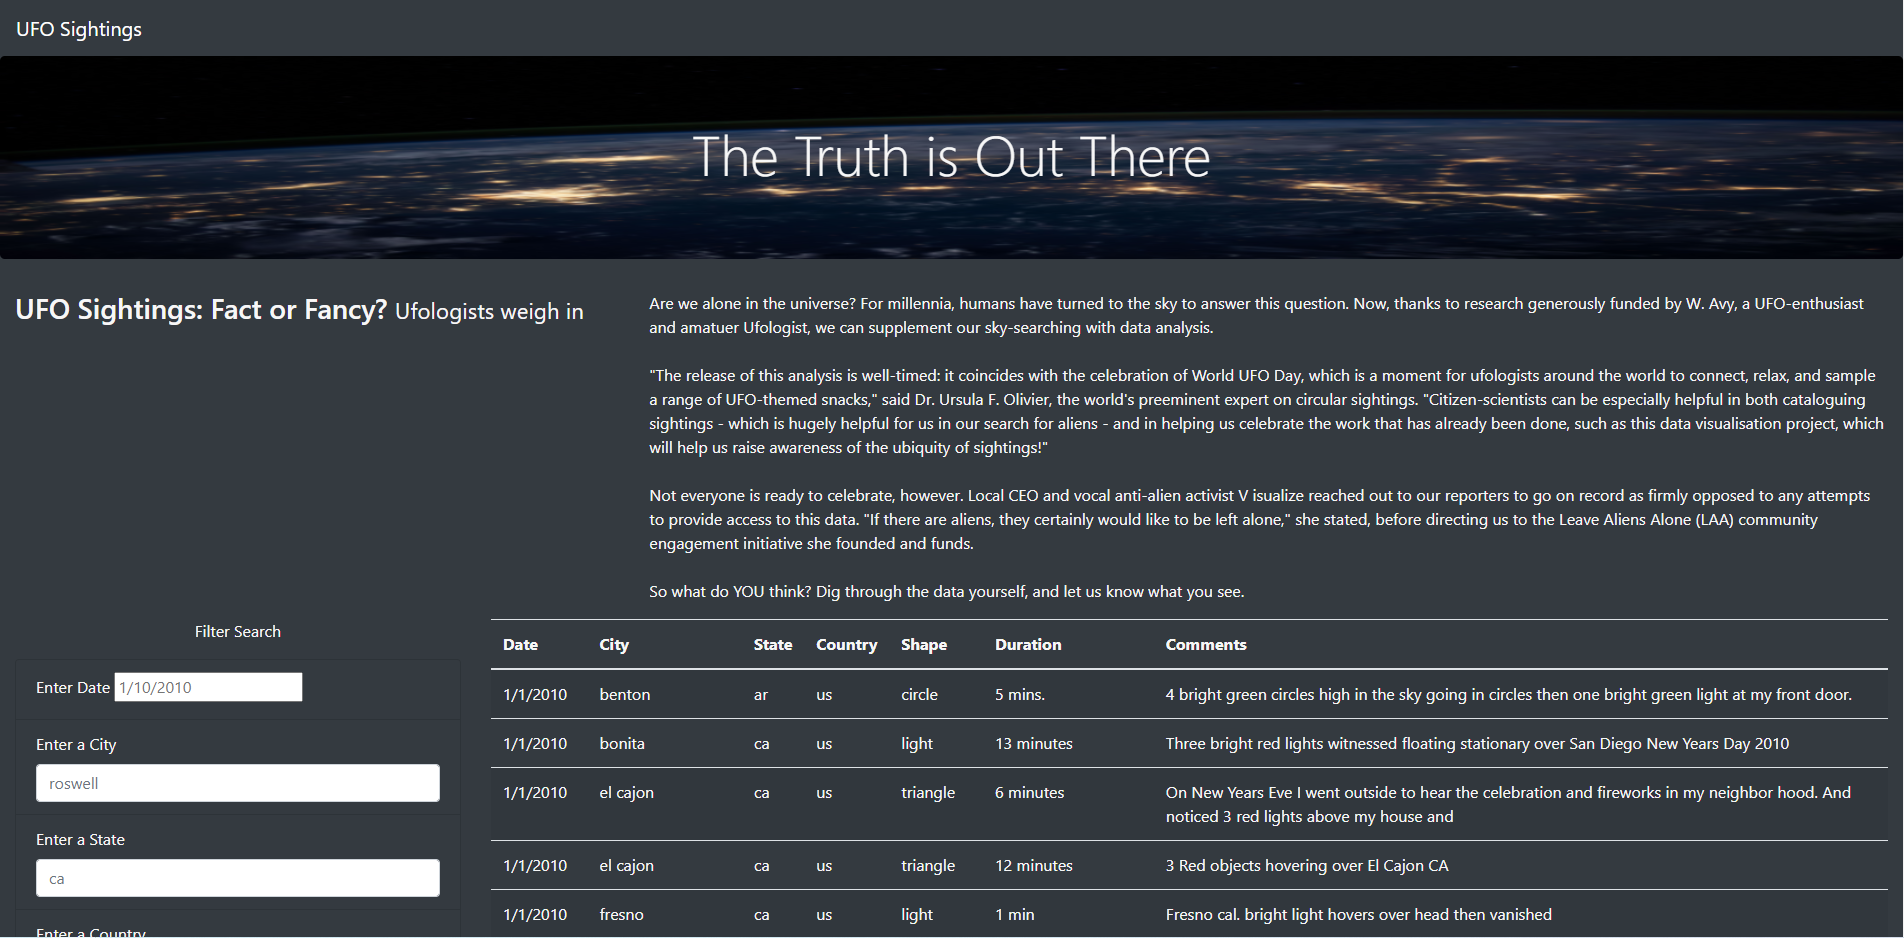 UFO Sightings
The Truth is Out There
UFO Sightings: Fact or Fancy? Ufologists weigh in
Are we alone in the universe? For millennia, humans have turned to the sky to answer this question. Now, thanks to research generously funded by W. Avy, a UFO-enthusiast
and amatuer Ufologist, we can supplement our sky-searching with data analysis.
"The release of this analysis is well-timed: it coincides with the celebration of World UFO Day, which is a moment for ufologists around the world to connect, relax, and sample
a range of UFO-themed snacks," said Dr. Ursula F. Olivier, the world's preeminent expert on circular sightings. "Citizen-scientists can be especially helpful in both cataloguing
sightings - which is hugely helpful for us in our search for aliens - and in helping us celebrate the work that has already been done, such as this data visualisation project, which
will help us raise awareness of the ubiquity of sightings!"
Not everyone is ready to celebrate, however. Local CEO and vocal anti-alien activist V isualize reached out to our reporters to go on record as firmly opposed to any attempts
to provide access to this data. "If there are aliens, they certainly would like to be left alone," she stated, before directing us to the Leave Aliens Alone (LAA) community
engagement initiative she founded and funds.
So what do YOU think? Dig through the data yourself, and let us know what you see.
Filter Search
Enter Date 1/10/2010
Enter a City
roswell
Enter a State
ca
Enter a Country
Date City State Country Shape Duration Comments
1/1/2010 benton ar us circle 5 mins. 4 bright green circles high in the sky going in circles then one bright green light at my front door.
1/1/2010 bonita ca us light 13 minutes Three bright red lights witnessed floating stationary over San Diego New Years Day 2010
1/1/2010 el cajon ca us triangle 6 minutes On New Years Eve I went outside to hear the celebration and fireworks in my neighbor hood. And
noticed 3 red lights above my house and
1/1/2010 el cajon ca us triangle 12 minutes 3 Red objects hovering over El Cajon CA
1/1/2010 fresno ca us light 1 min Fresno cal. bright light hovers over head then vanished